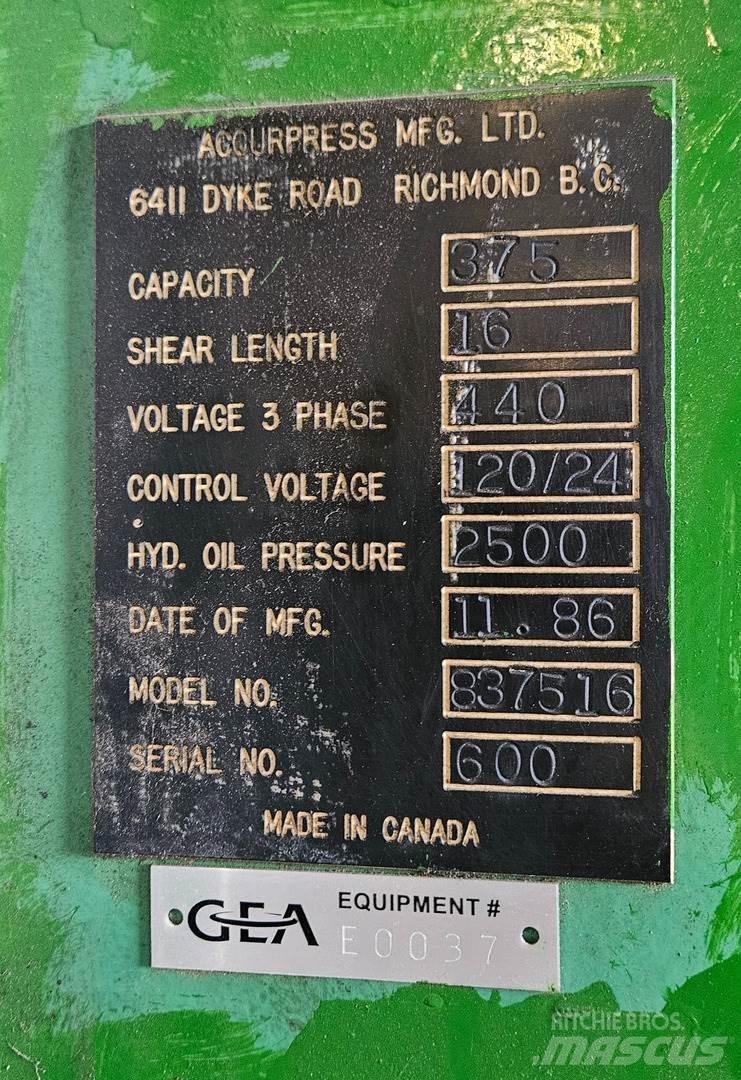 ACCURPRESS MFG. LTD.
6411 DYKE ROAD RICHMOND B.C.
CAPACITY 375
SHEAR LENGTH 16
VOLTAGE 3 PHASE 440
CONTROL VOLTAGE 120/24
HYD. OIL PRESSURE 2500
DATE OF MFG. 11.86
MODEL NO. 837516
SERIAL NO. 600
MADE IN CANADA
GEA EQUIPMENT #
E0037
RITCHIE BROS.
MASCUS